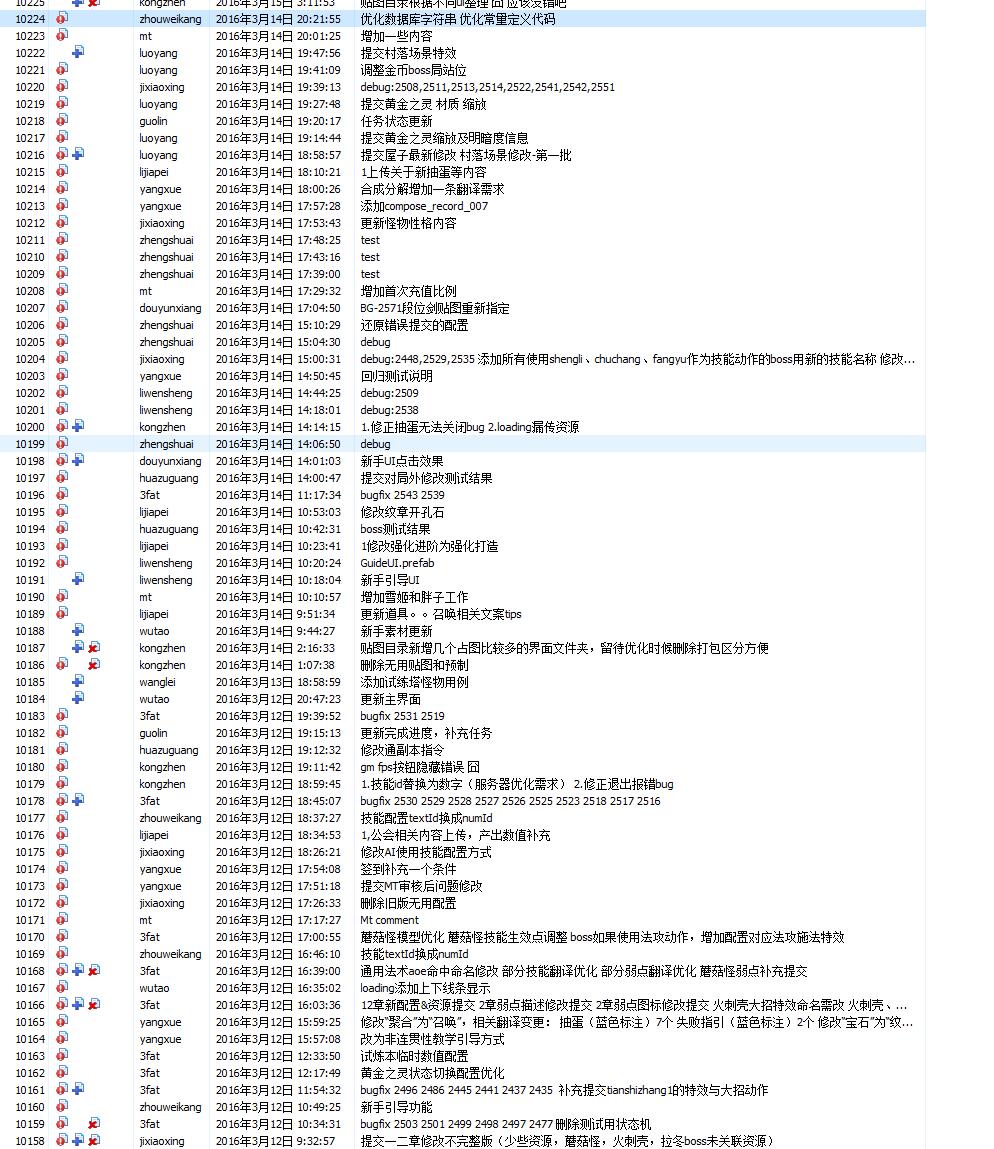 10225 kongzhen 2016年3月15日 3:11:53 贴图目录根据不同ui整理 囧 应该没错吧
10224 zhouweikang 2016年3月14日 20:21:55 优化数据库字符串 优化常量定义代码
10223 mt 2016年3月14日 20:01:25 增加一些内容
10222 luoyang 2016年3月14日 19:47:56 提交村落场景特效
10221 luoyang 2016年3月14日 19:41:09 调整金币boss局站位
10220 jixiaoxing 2016年3月14日 19:39:13 debug:2508,2511,2513,2514,2522,2541,2542,2551
10219 luoyang 2016年3月14日 19:27:48 提交黄金之灵 材质 缩放
10218 guolin 2016年3月14日 19:20:17 任务状态更新
10217 luoyang 2016年3月14日 19:14:44 提交黄金之灵缩放及明暗度信息
10216 luoyang 2016年3月14日 18:58:57 提交屋子最新修改 村落场景修改-第一批
10215 lijiapei 2016年3月14日 18:10:21 1上传关于新抽蛋等内容
10214 yangxue 2016年3月14日 18:00:26 合成分解增加一条翻译需求
10213 yangxue 2016年3月14日 17:57:28 添加compose_record_007
10212 jixiaoxing 2016年3月14日 17:53:43 更新怪物性格内容
10211 zhengshuai 2016年3月14日 17:48:25 test
10210 zhengshuai 2016年3月14日 17:43:16 test
10209 zhengshuai 2016年3月14日 17:39:00 test
10208 mt 2016年3月14日 17:29:32 增加首次充值比例
10207 douyunxiang 2016年3月14日 17:04:50 BG-2571段位剑贴图重新指定
10206 zhengshuai 2016年3月14日 15:10:29 还原错误提交的配置
10205 zhengshuai 2016年3月14日 15:04:30 debug
10204 jixiaoxing 2016年3月14日 15:00:31 debug:2448,2529,2535 添加所有使用shengli、chuchang、fangyu作为技能动作的boss用新的技能名称 修改...
10203 yangxue 2016年3月14日 14:50:45 回归测试说明
10202 liwensheng 2016年3月14日 14:44:25 debug:2509
10201 liwensheng 2016年3月14日 14:18:01 debug:2538
10200 kongzhen 2016年3月14日 14:14:15 1.修正抽蛋无法关闭bug 2.loading漏传资源
10199 zhengshuai 2016年3月14日 14:06:50 debug
10198 douyunxiang 2016年3月14日 14:01:03 新手UI点击效果
10197 huazuguang 2016年3月14日 14:00:47 提交对局外修改测试结果
10196 3fat 2016年3月14日 11:17:34 bugfix 2543 2539
10195 lijiapei 2016年3月14日 10:53:03 修改纹章开孔石
10194 huazuguang 2016年3月14日 10:42:31 boss测试结果
10193 lijiapei 2016年3月14日 10:23:41 1修改强化进阶为强化打造
10192 liwensheng 2016年3月14日 10:20:24 GuideUI.prefab
10191 liwensheng 2016年3月14日 10:18:04 新手引导UI
10190 mt 2016年3月14日 10:10:57 增加雪姬和胖子工作
10189 lijiapei 2016年3月14日 9:51:34 更新道具。。召唤相关文案tips
10188 wutao 2016年3月14日 9:44:27 新手素材更新
10187 kongzhen 2016年3月14日 2:16:33 贴图目录新增几个占图比较多的界面文件夹，留待优化时候删除打包区分方便
10186 kongzhen 2016年3月14日 1:07:38 删除无用贴图和预制
10185 wanglei 2016年3月13日 18:58:59 添加试练塔怪物用例
10184 wutao 2016年3月12日 20:47:23 更新主界面
10183 3fat 2016年3月12日 19:39:52 bugfix 2531 2519
10182 guolin 2016年3月12日 19:15:13 更新完成进度，补充任务
10181 huazuguang 2016年3月12日 19:12:32 修改通副本指令
10180 kongzhen 2016年3月12日 19:11:42 gm fps按钮隐藏错误 囧
10179 kongzhen 2016年3月12日 18:59:45 1.技能id替换为数字（服务器优化需求） 2.修正退出报错bug
10178 3fat 2016年3月12日 18:45:07 bugfix 2530 2529 2528 2527 2526 2525 2523 2518 2517 2516
10177 zhouweikang 2016年3月12日 18:37:27 技能配置textId换成numId
10176 lijiapei 2016年3月12日 18:34:53 1,公会相关内容上传，产出数值补充
10175 jixiaoxing 2016年3月12日 18:26:21 修改AI使用技能配置方式
10174 yangxue 2016年3月12日 17:54:08 签到补充一个条件
10173 yangxue 2016年3月12日 17:51:18 提交MT审核后问题修改
10172 jixiaoxing 2016年3月12日 17:26:33 删除旧版无用配置
10171 mt 2016年3月12日 17:17:27 Mt comment
10170 3fat 2016年3月12日 17:00:55 蘑菇怪模型优化 蘑菇怪技能生效点调整 boss如果使用法攻动作，增加配置对应法攻施法特效
10169 zhouweikang 2016年3月12日 16:46:10 技能textId换成numId
10168 3fat 2016年3月12日 16:39:00 通用法术aoe命中命名修改 部分技能翻译优化 部分弱点翻译优化 蘑菇怪弱点补充提交
10167 wutao 2016年3月12日 16:35:02 loading添加上下线条显示
10166 3fat 2016年3月12日 16:03:36 12章新配置&资源提交 2章弱点描述修改提交 2章弱点图标修改提交 火刺壳大招特效命名需改 火刺壳、...
10165 yangxue 2016年3月12日 15:59:25 修改“聚合”为“召唤”，相关翻译变更： 抽蛋（蓝色标注）7个 失败指引（蓝色标注）2个 修改“宝石”为“纹...
10164 yangxue 2016年3月12日 15:57:08 改为非连贯性教学引导方式
10163 3fat 2016年3月12日 12:33:50 试炼本临时数值配置
10162 3fat 2016年3月12日 12:17:49 黄金之灵状态切换配置优化
10161 3fat 2016年3月12日 11:54:32 bugfix 2496 2486 2445 2441 2437 2435 补充提交tianshizhang1的特效与大招动作
10160 zhouweikang 2016年3月12日 10:49:25 新手引导功能
10159 3fat 2016年3月12日 10:34:31 bugfix 2503 2501 2499 2498 2497 2477 删除测试用状态机
10158 jixiaoxing 2016年3月12日 9:32:57 提交一二章修改不完整版（少些资源，蘑菇怪，火刺壳，拉冬boss未关联资源）